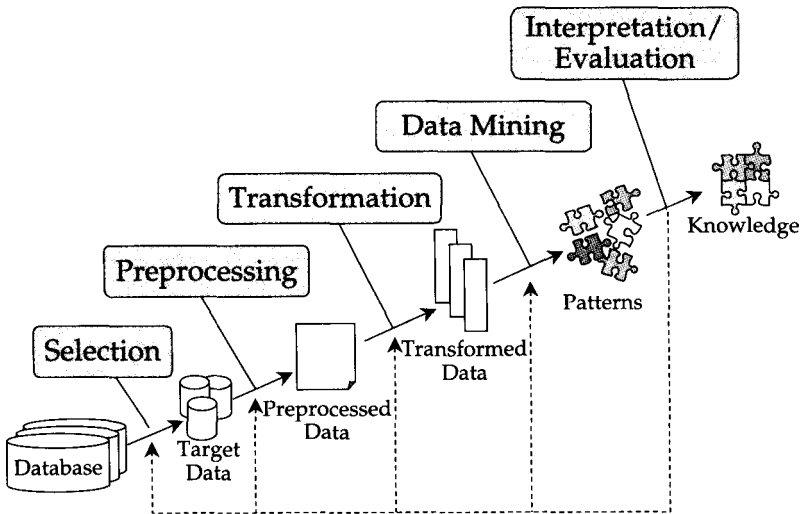 Interpretation/
Evaluation
Data Mining
Transformation
Preprocessing
Selection
Knowledge
Patterns
Transformed
Data
Preprocessed
Data
Target
Data
Database